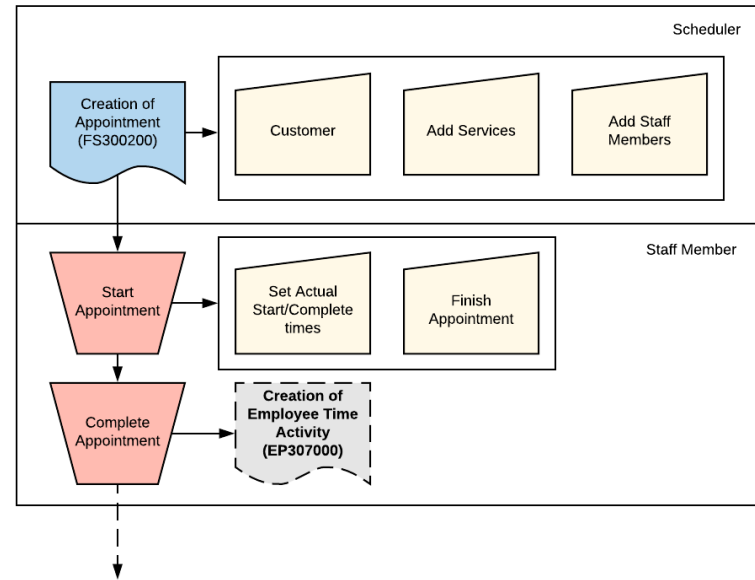 Scheduler
Creation of
Appointment
(FS300200)
Customer
Add Services
Add Staff
Members
Staff Member
Start
Appointment
Set Actual
Start/Complete
times
Finish
Appointment
Complete
Appointment
Creation of
Employee Time
Activity
(EP307000)